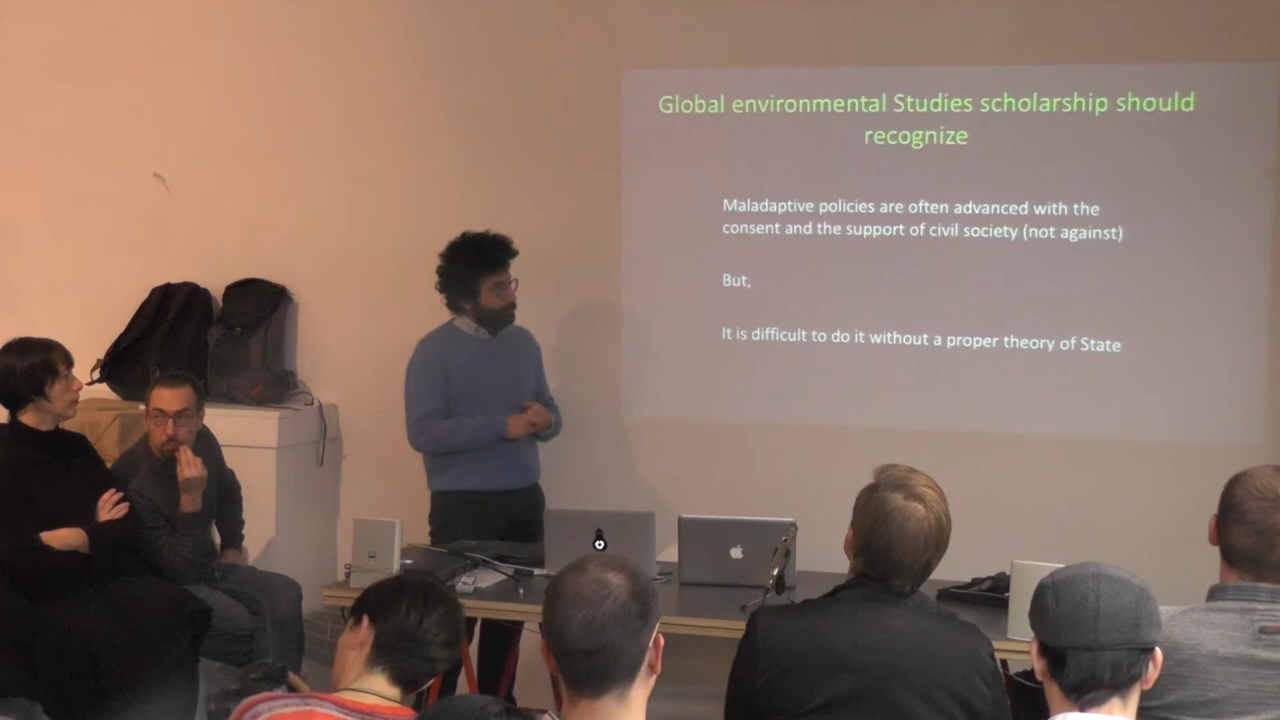 Global environmental Studies scholarship should
recognize
Maladaptive policies are often advanced with the
consent and the support of civil society (not against)
But,
It is difficult to do it without a proper theory of State